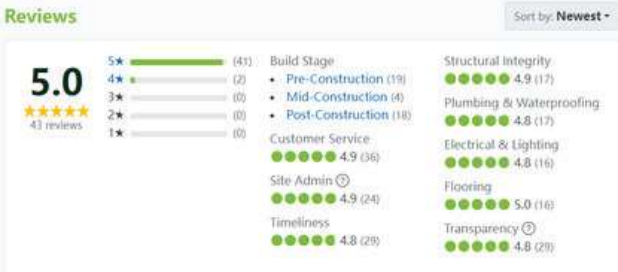 Reviews
Sort by: Newest
5.0
43 reviews
5★ (41)
4★ (2)
3★ (0)
2★ (0)
1★ (0)
Build Stage
• Pre-Construction (19)
• Mid-Construction (4)
• Post-Construction (18)
Customer Service
4.9 (36)
Site Admin ?
4.9 (24)
Timeliness
4.8 (29)
Structural Integrity
4.9 (17)
Plumbing & Waterproofing
4.8 (17)
Electrical & Lighting
4.8 (16)
Flooring
5.0 (16)
Transparency ?
4.8 (29)